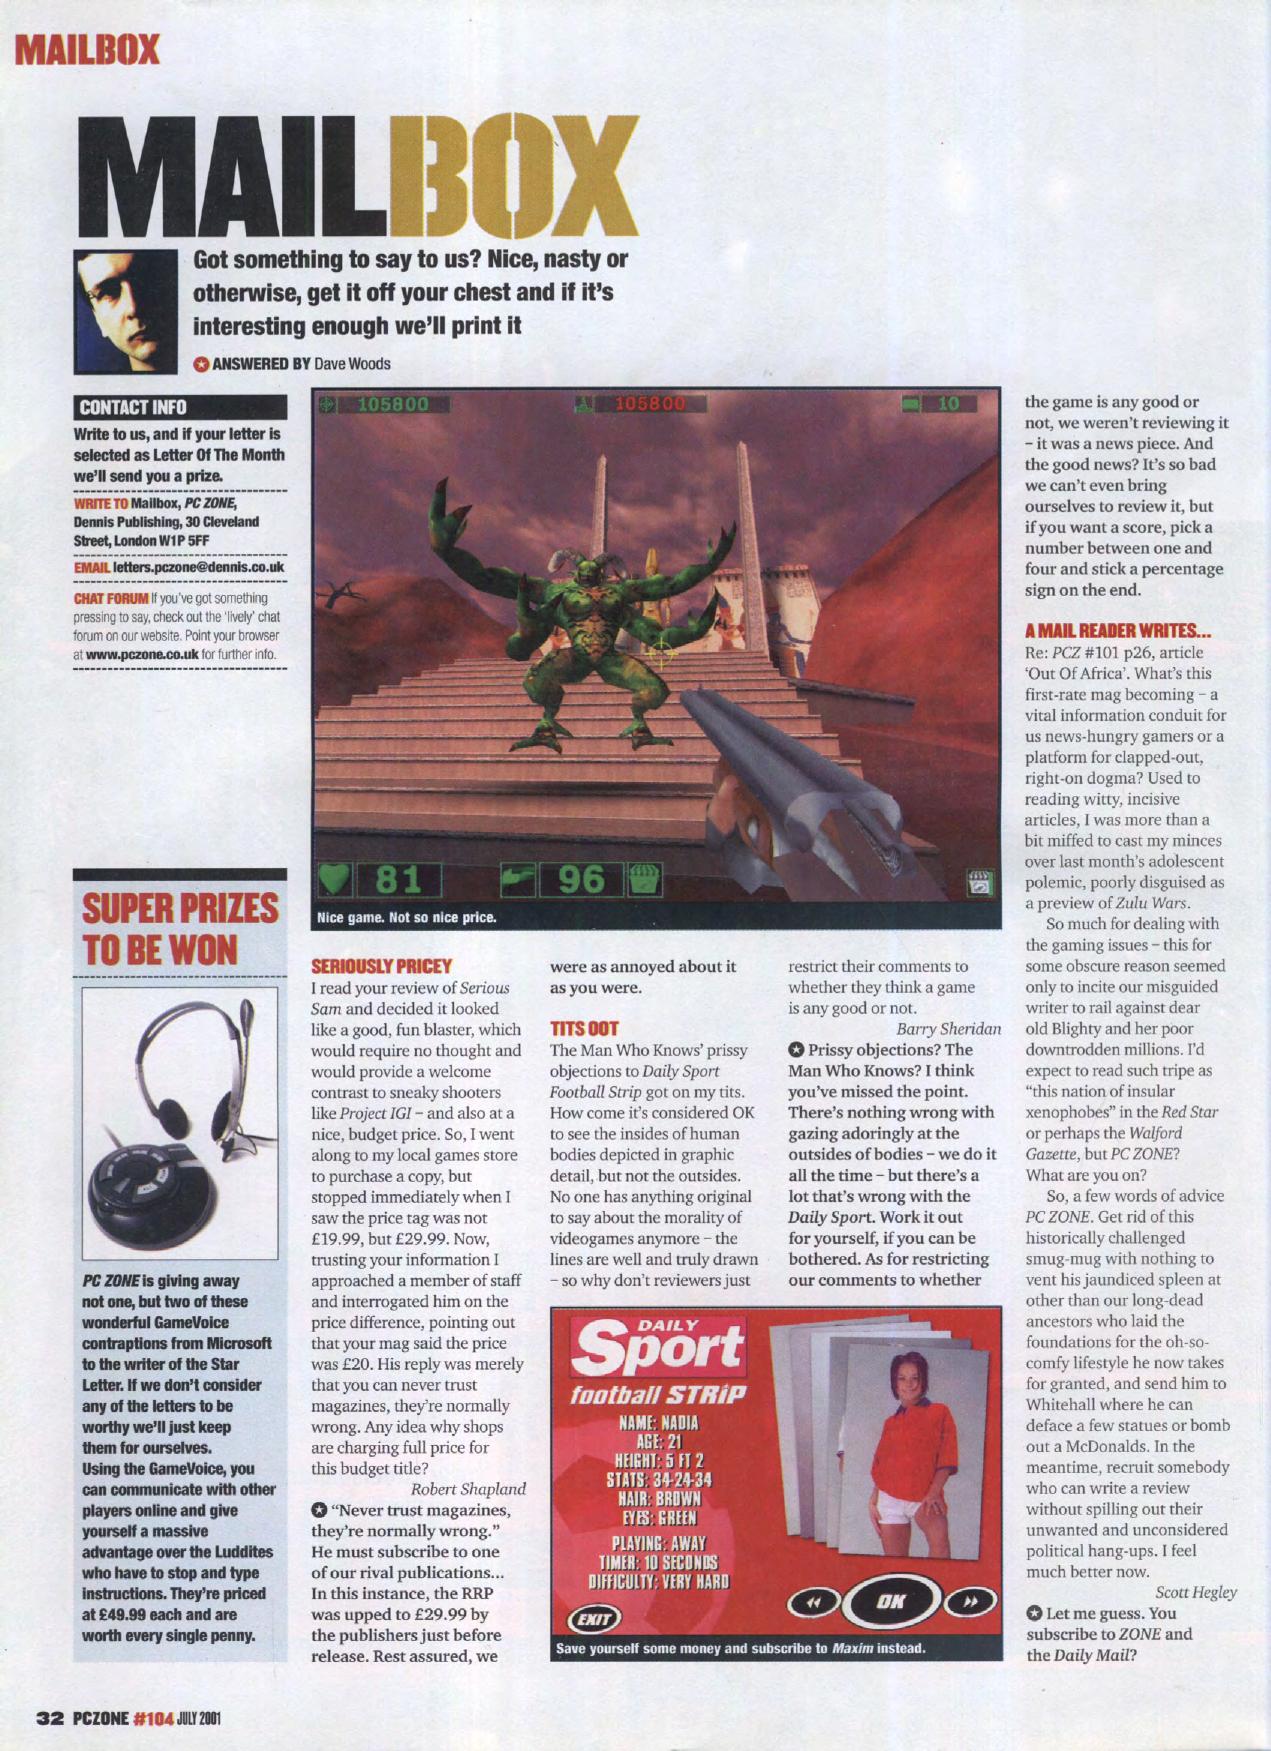 MAILBOX
MAILBOX
Got something to say to us? Nice, nasty or
otherwise, get it off your chest and if it's
interesting enough we'll print it
ANSWERED BY Dave Woods
CONTACT INFO
Write to us, and if your letter is
selected as Letter Of The Month
we'll send you a prize.
WRITE TO Mailbox, PC ZONE,
Dennis Publishing, 30 Cleveland
Street, London W1P 5FF
EMAIL letters.pczone@dennis.co.uk
CHAT FORUM If you've got something
pressing to say, check out the 'lively' chat
forum on our website. Point your browser
at www.pczone.co.uk for further info.
SUPER PRIZES
TO BE WON
PC ZONE is giving away
not one, but two of these
wonderful GameVoice
contraptions from Microsoft
to the writer of the Star
Letter. If we don't consider
any of the letters to be
worthy we'll just keep
them for ourselves.
Using the GameVoice, you
can communicate with other
players online and give
yourself a massive
advantage over the Luddites
who have to stop and type
instructions. They're priced
at £49.99 each and are
worth every single penny.
105800
105800
10
81
96
Nice game. Not so nice price.
SERIOUSLY PRICEY
I read your review of Serious
Sam and decided it looked
like a good, fun blaster, which
would require no thought and
would provide a welcome
contrast to sneaky shooters
like Project IGI – and also at a
nice, budget price. So, I went
along to my local games store
to purchase a copy, but
stopped immediately when I
saw the price tag was not
£19.99, but £29.99. Now,
trusting your information I
approached a member of staff
and interrogated him on the
price difference, pointing out
that your mag said the price
was £20. His reply was merely
that you can never trust
magazines, they're normally
wrong. Any idea why shops
are charging full price for
this budget title?
Robert Shapland
"Never trust magazines,
they're normally wrong."
He must subscribe to one
of our rival publications...
In this instance, the RRP
was upped to £29.99 by
the publishers just before
release. Rest assured, we
were as annoyed about it
as you were.
TITS OOT
The Man Who Knows' prissy
objections to Daily Sport
Football Strip got on my tits.
How come it's considered OK
to see the insides of human
bodies depicted in graphic
detail, but not the outsides.
No one has anything original
to say about the morality of
videogames anymore – the
lines are well and truly drawn
– so why don't reviewers just
restrict their comments to
whether they think a game
is any good or not.
Barry Sheridan
Prissy objections? The
Man Who Knows? I think
you've missed the point.
There's nothing wrong with
gazing adoringly at the
outsides of bodies – we do it
all the time – but there's a
lot that's wrong with the
Daily Sport. Work it out
for yourself, if you can be
bothered. As for restricting
our comments to whether
DAILY
Sport
football STRiP
NAME: NADIA
AGE: 21
HEIGHT: 5 FT 2
STATS: 34-24-34
HAIR: BROWN
EYES: GREEN
PLAYING: AWAY
TIMER: 10 SECONDS
DIFFICULTY: VERY HARD
EXIT
OK
Save yourself some money and subscribe to Maxim instead.
the game is any good or
not, we weren't reviewing it
– it was a news piece. And
the good news? It's so bad
we can't even bring
ourselves to review it, but
if you want a score, pick a
number between one and
four and stick a percentage
sign on the end.
A MAIL READER WRITES...
Re: PCZ #101 p26, article
'Out Of Africa'. What's this
first-rate mag becoming – a
vital information conduit for
us news-hungry gamers or a
platform for clapped-out,
right-on dogma? Used to
reading witty, incisive
articles, I was more than a
bit miffed to cast my minces
over last month's adolescent
polemic, poorly disguised as
a preview of Zulu Wars.
So much for dealing with
the gaming issues – this for
some obscure reason seemed
only to incite our misguided
writer to rail against dear
old Blighty and her poor
downtrodden millions. I'd
expect to read such tripe as
"this nation of insular
xenophobes" in the Red Star
or perhaps the Walford
Gazette, but PC ZONE?
What are you on?
So, a few words of advice
PC ZONE. Get rid of this
historically challenged
smug-mug with nothing to
vent his jaundiced spleen at
other than our long-dead
ancestors who laid the
foundations for the oh-so-
comfy lifestyle he now takes
for granted, and send him to
Whitehall where he can
deface a few statues or bomb
out a McDonalds. In the
meantime, recruit somebody
who can write a review
without spilling out their
unwanted and unconsidered
political hang-ups. I feel
much better now.
Scott Hegley
Let me guess. You
subscribe to ZONE and
the Daily Mail?
32 PCZONE #104 JULY 2001